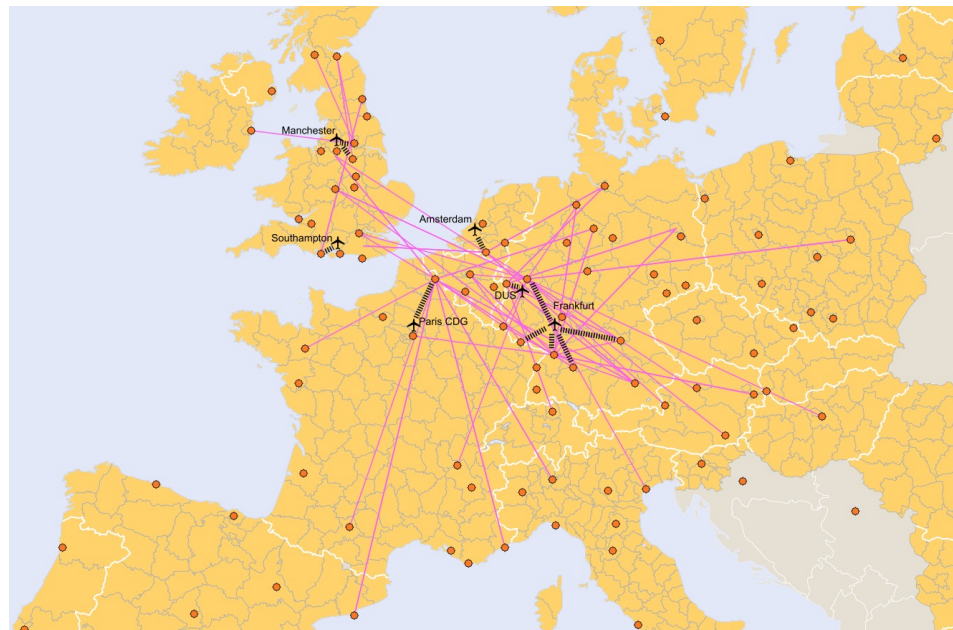 Manchester
Amsterdam
Southampton
DUS
Frankfurt
Paris CDG